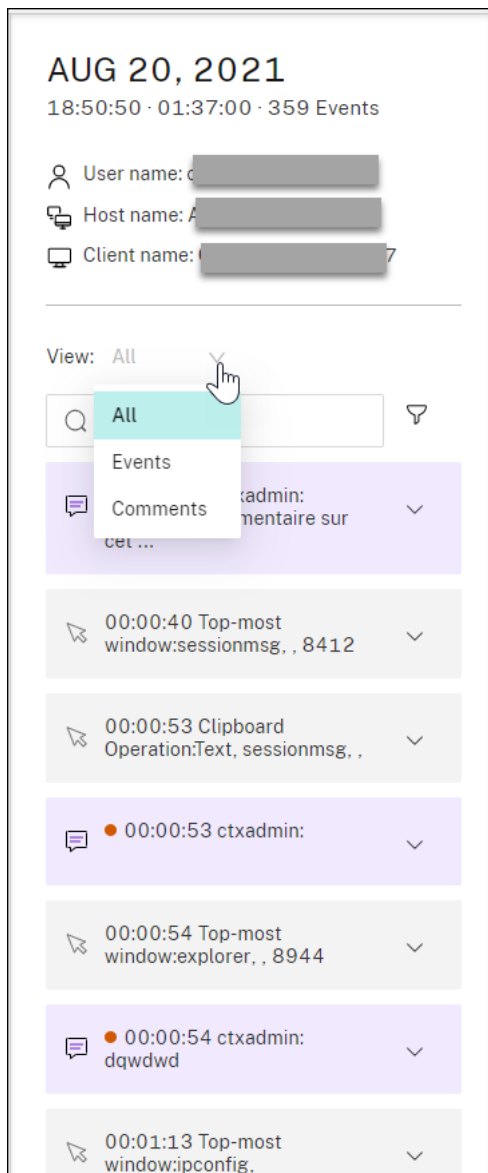 AUG 20, 2021
18:50:50 · 01:37:00 · 359 Events
User name:
Host name:
Client name: 7
View: All
All
Events
Comments
admin:
mentaire sur
cet ...
00:00:40 Top-most
window:sessionmsg, , 8412
00:00:53 Clipboard
Operation:Text, sessionmsg, ,
00:00:53 ctxadmin:
00:00:54 Top-most
window:explorer, , 8944
00:00:54 ctxadmin:
dqwdwd
00:01:13 Top-most
window:ipconfig,